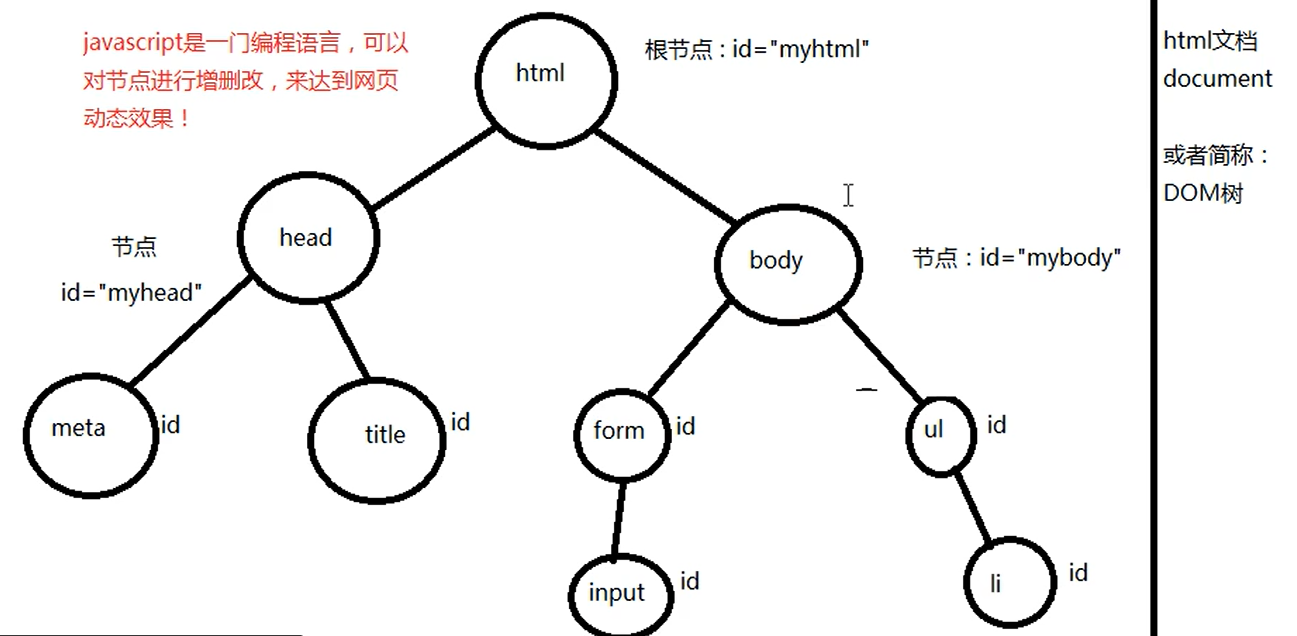 javascript是一门编程语言，可以
对节点进行增删改，来达到网页
动态效果！
html
根节点：id="myhtml"
html文档
document
或者简称：
DOM树
head
节点
id="myhead"
body
节点：id="mybody"
meta
id
title
id
form
id
ul
id
input
id
li
id